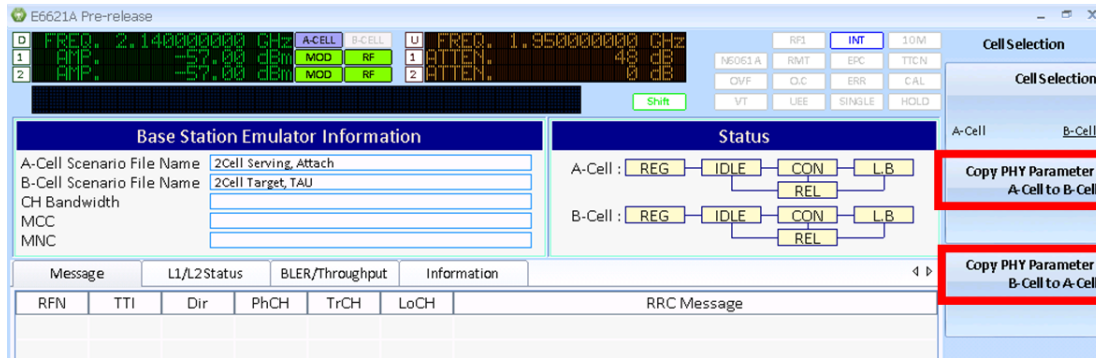 E6621A Pre-release
D FREQ. 2.140000000 GHz A-CELL B-CELL U FREQ. 1.950000000 GHz RF1 INT 10M
1 AMP. -57.00 dBm MOD RF 1 ATTEN. 48 dB N6061A RMT EPC TTCN
2 AMP. -57.00 dBm MOD RF 2 ATTEN. 0 dB OVF O.C ERR CAL
Shift VT UEE SINGLE HOLD
Cell Selection
Cell Selection
A-Cell B-Cell
Copy PHY Parameter
A-Cell to B-Cell
Copy PHY Parameter
B-Cell to A-Cell
Base Station Emulator Information
A-Cell Scenario File Name 2Cell Serving, Attach
B-Cell Scenario File Name 2Cell Target, TAU
CH Bandwidth
MCC
MNC
Status
A-Cell : REG IDLE CON L.B
REL
B-Cell : REG IDLE CON L.B
REL
Message L1/L2Status BLER/Throughput Information
RFN TTI Dir PhCH TrCH LoCH RRC Message